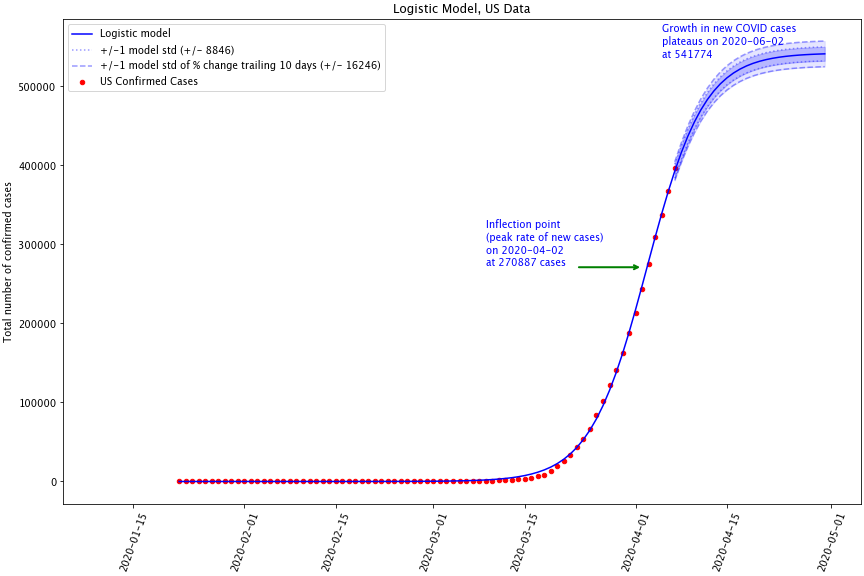 Logistic Model, US Data
Logistic model
+/-1 model std (+/- 8846)
+/-1 model std of % change trailing 10 days (+/- 16246)
US Confirmed Cases
Growth in new COVID cases
plateaus on 2020-06-02
at 541774
Inflection point
(peak rate of new cases)
on 2020-04-02
at 270887 cases
Total number of confirmed cases
500000
400000
300000
200000
100000
0
2020-01-15
2020-02-01
2020-02-15
2020-03-01
2020-03-15
2020-04-01
2020-04-15
2020-05-01